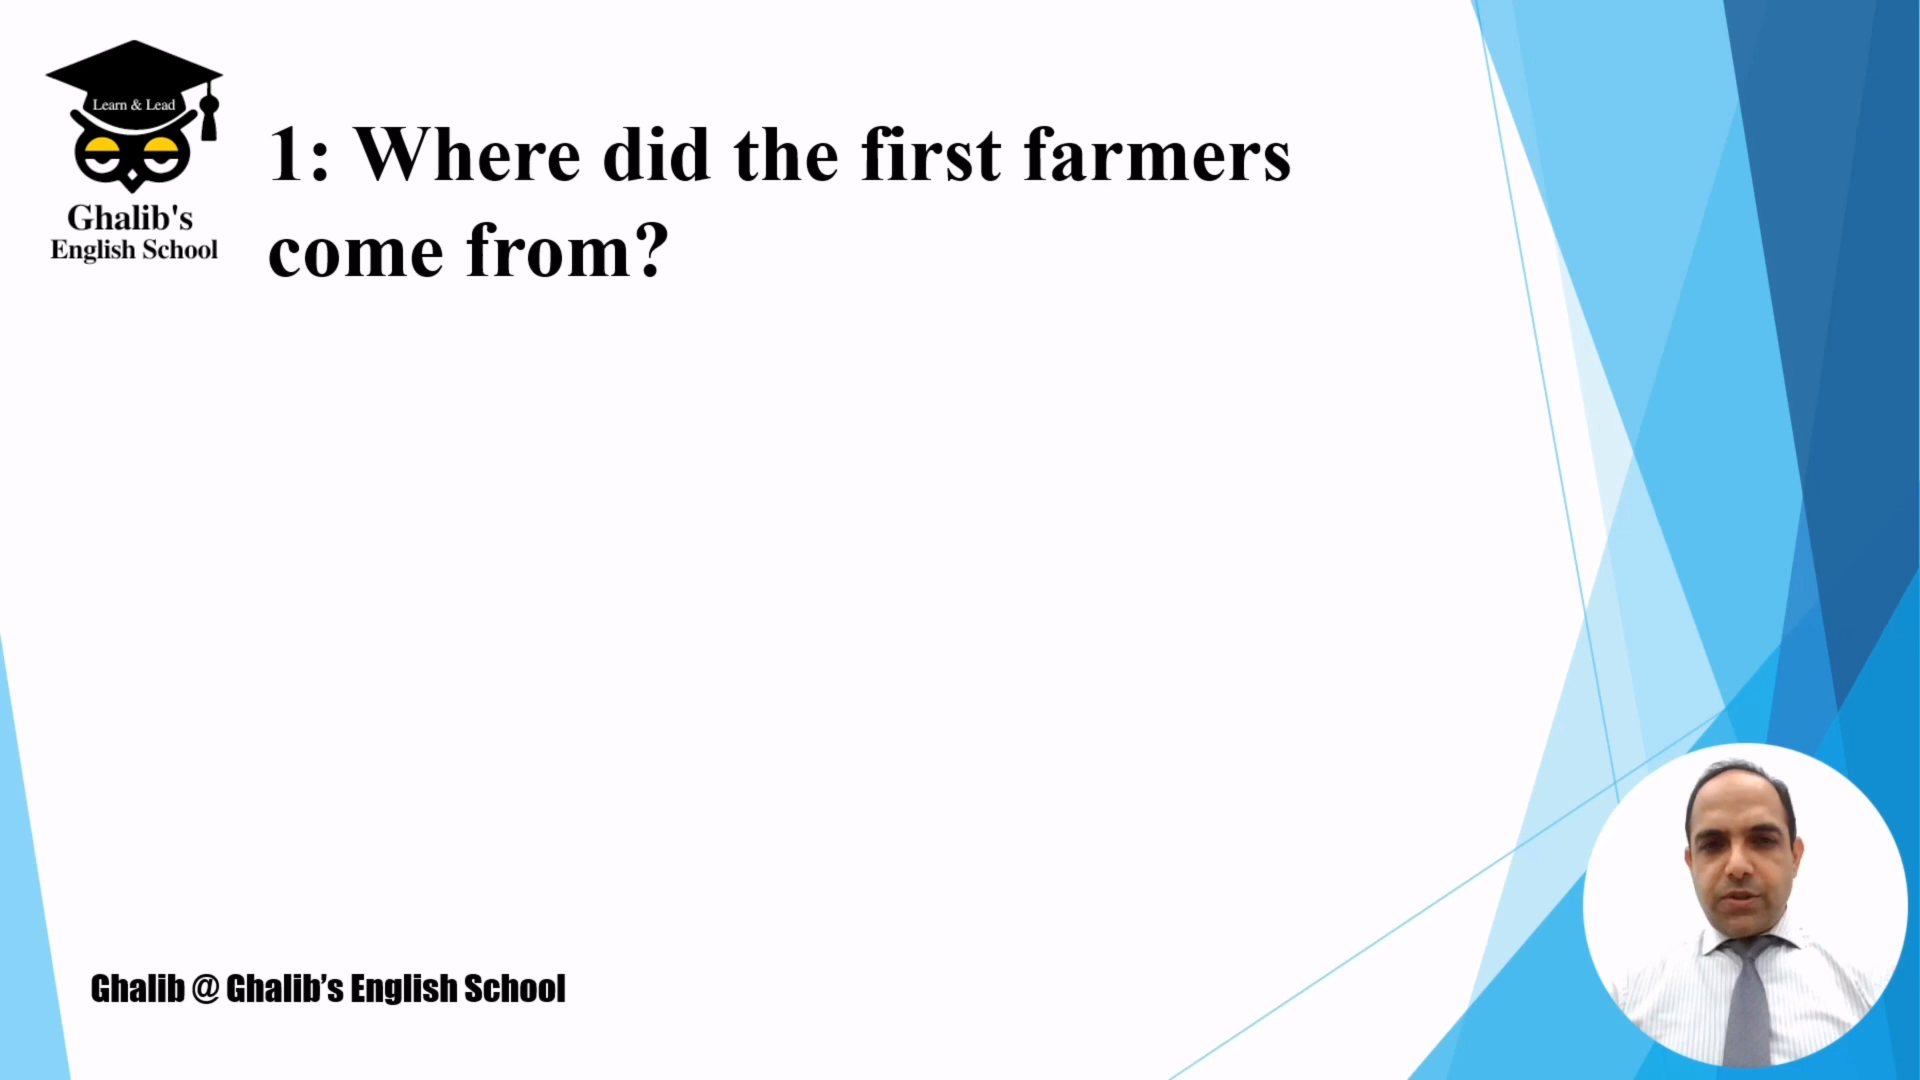 Learn & Lead
Ghalib's
English School
1: Where did the first farmers
come from?
Ghalib @ Ghalib’s English School